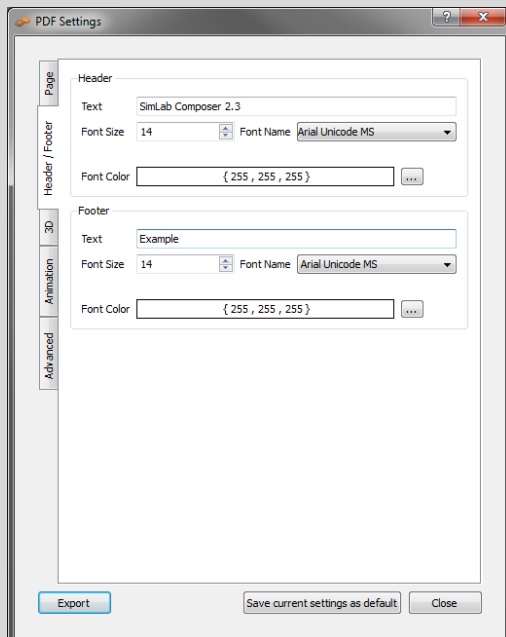 PDF Settings
?
X
Page
Header / Footer
3D
Animation
Advanced
Header
Text SimLab Composer 2.3
Font Size 14 Font Name Arial Unicode MS
Font Color { 255 , 255 , 255 } ...
Footer
Text Example
Font Size 14 Font Name Arial Unicode MS
Font Color { 255 , 255 , 255 } ...
Export Save current settings as default Close